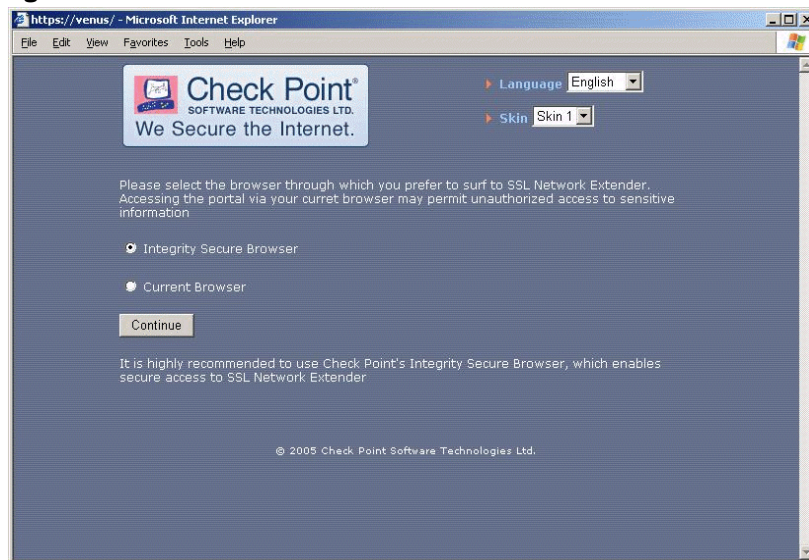 https://venus/ - Microsoft Internet Explorer
File Edit View Favorites Tools Help
Check Point®
SOFTWARE TECHNOLOGIES LTD.
We Secure the Internet.
Language English
Skin Skin 1
Please select the browser through which you prefer to surf to SSL Network Extender.
Accessing the portal via your curret browser may permit unauthorized access to sensitive
information
Integrity Secure Browser
Current Browser
Continue
It is highly recommended to use Check Point's Integrity Secure Browser, which enables
secure access to SSL Network Extender
© 2005 Check Point Software Technologies Ltd.